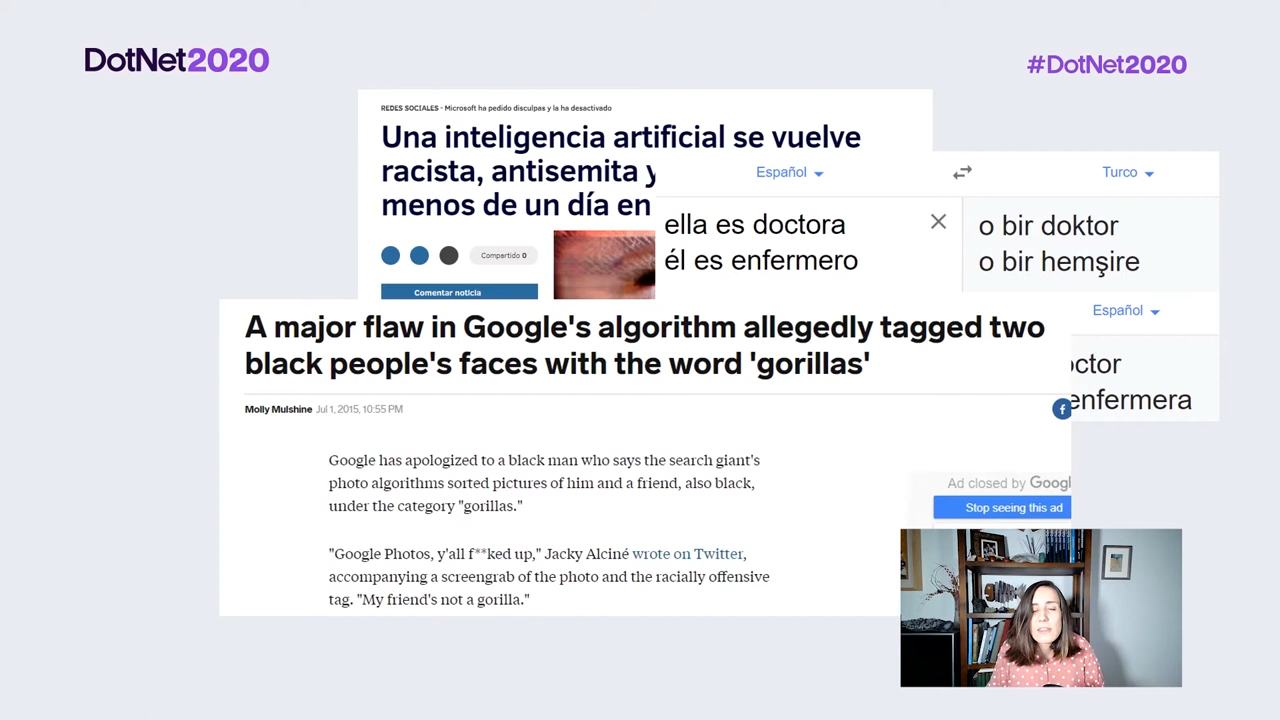 DotNet2020
#DotNet2020
REDES SOCIALES - Microsoft ha pedido disculpas y la ha desactivado
Una inteligencia artificial se vuelve
racista, antisemita y
menos de un día en
Compartido 0
Comentar noticia
Español
Turco
ella es doctora
él es enfermero
o bir doktor
o bir hemşire
Español
enfermera
A major flaw in Google's algorithm allegedly tagged two
black people's faces with the word 'gorillas'
Molly Mulshine Jul 1, 2015, 10:55 PM
Google has apologized to a black man who says the search giant's
photo algorithms sorted pictures of him and a friend, also black,
under the category "gorillas."
"Google Photos, y'all f**ked up," Jacky Alciné wrote on Twitter,
accompanying a screengrab of the photo and the racially offensive
tag. "My friend's not a gorilla."
Ad closed by Google
Stop seeing this ad